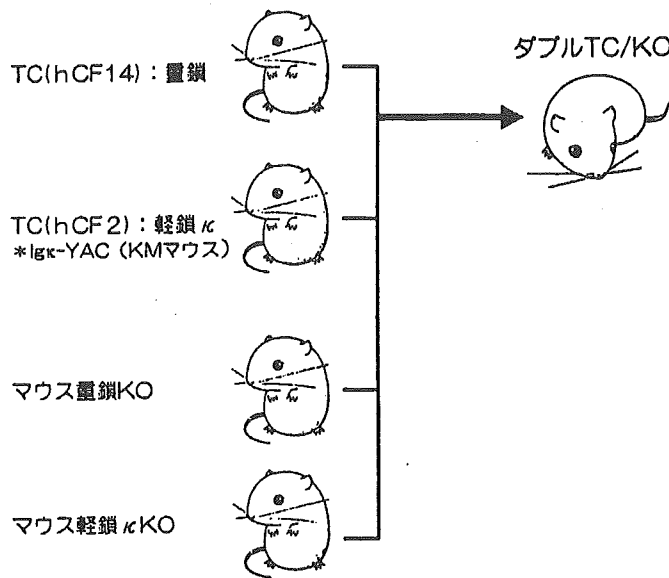 ダブルTC/KO
TC(hCF14):重鎖
TC(hCF2):軽鎖κ
*Igκ-YAC(KMマウス)
マウス重鎖KO
マウス軽鎖κKO